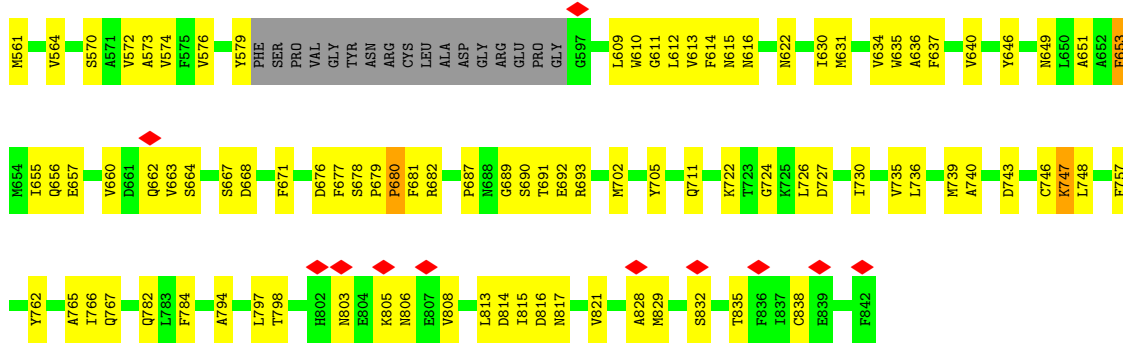 M561 V564 S570 A571 V572 A573 V574 F575 V576 Y579 PHE SER PRO VAL GLY TYR ASN ARG CYS LEU ALA ASP GLY ARG GLU PRO GLY G597 L609 W610 G611 L612 V613 F614 N615 N616 N622 I630 M631 V634 W635 A636 F637 V640 Y646 N649 L650 A651 A652 F653
M654 I655 Q656 E657 V660 D661 Q662 V663 S664 S667 D668 F671 D676 F677 S678 P679 P680 F681 R682 P687 N688 G689 S690 T691 E692 R693 M702 Y705 Q711 K722 T723 G724 K725 L726 D727 I730 V735 L736 M739 A740 D743 C746 K747 L748 F757
Y762 A765 I766 Q767 Q782 L783 F784 A794 L797 T798 H802 N803 E804 K805 N806 E807 V808 L813 D814 I815 D816 N817 V821 A828 M829 S832 T835 F836 I837 C838 E839 F842